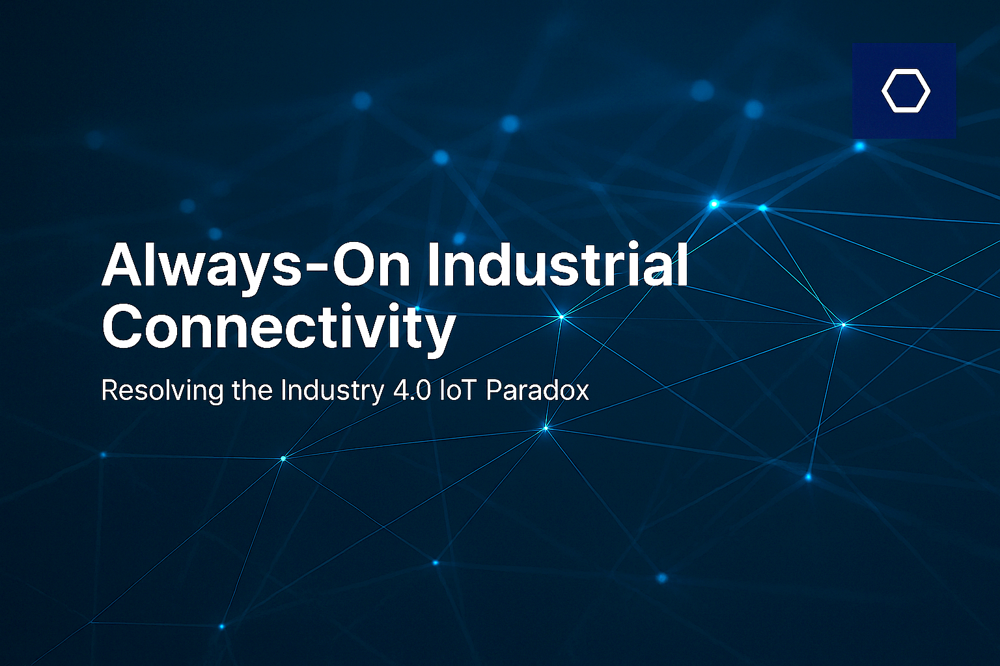 Always-On Industrial
Connectivity
Resolving the Industry 4.0 IoT Paradox